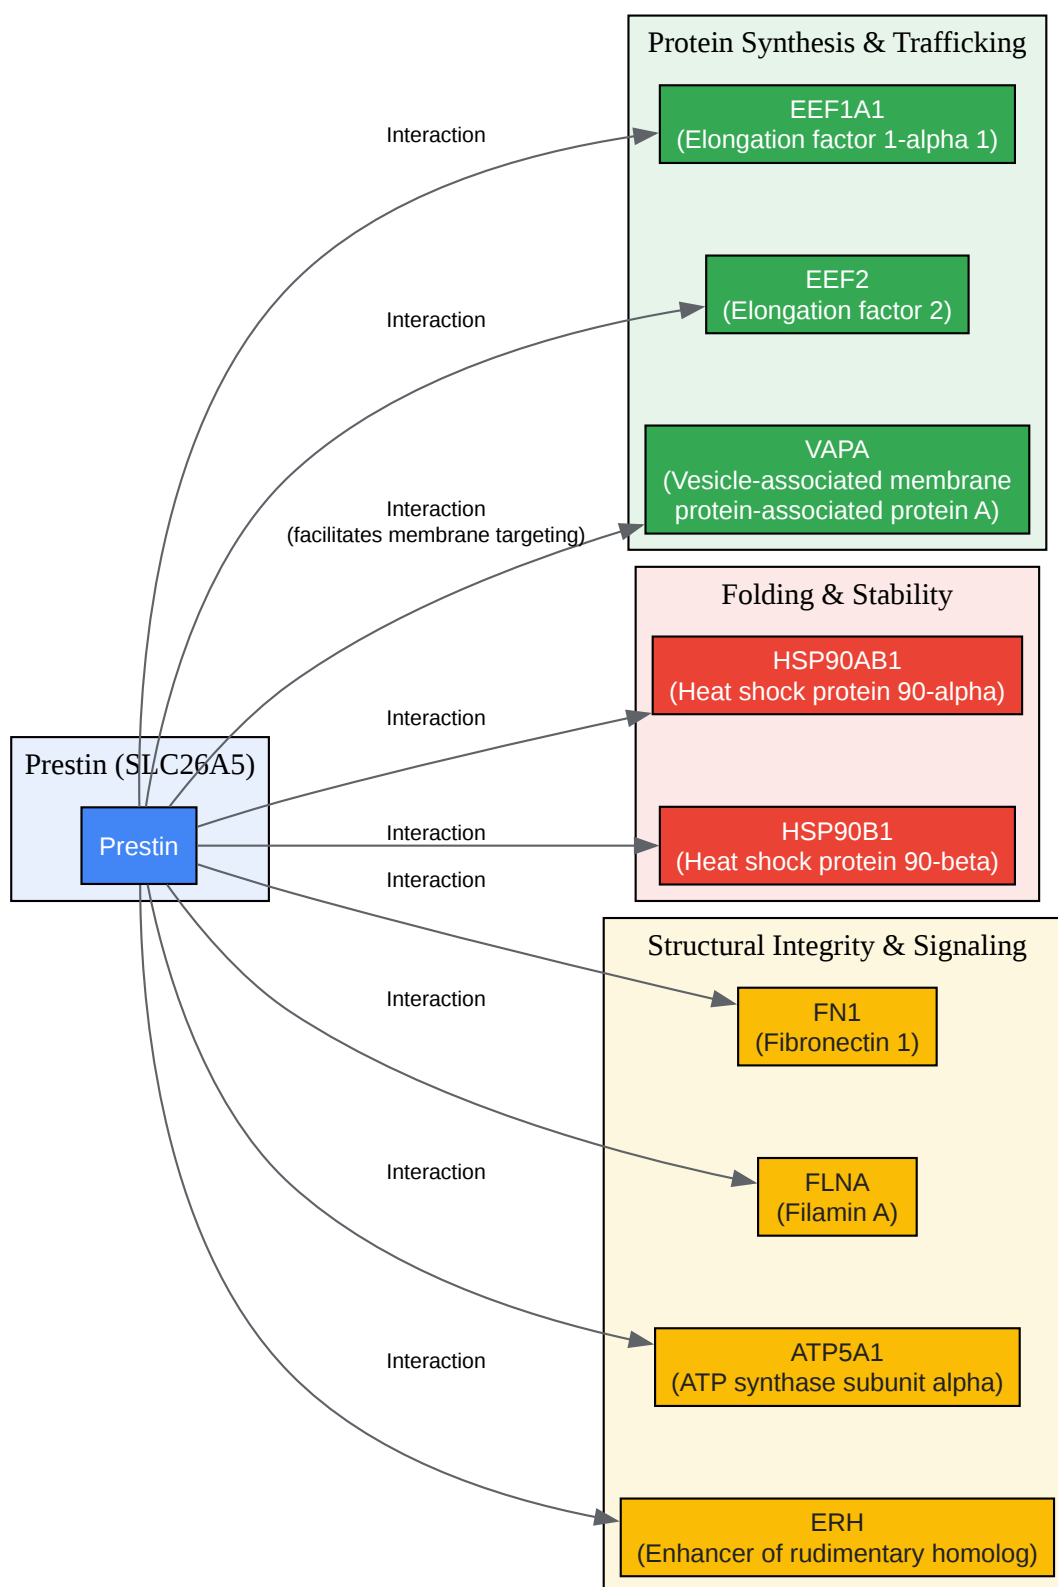 Protein Synthesis & Trafficking
EEF1A1
(Elongation factor 1-alpha 1)
Interaction
EEF2
(Elongation factor 2)
Interaction
VAPA
(Vesicle-associated membrane
protein-associated protein A)
Interaction
(facilitates membrane targeting)
Folding & Stability
HSP90AB1
(Heat shock protein 90-alpha)
Interaction
Prestin (SLC26A5)
Prestin
Interaction
HSP90B1
(Heat shock protein 90-beta)
Interaction
Structural Integrity & Signaling
FN1
(Fibronectin 1)
Interaction
FLNA
(Filamin A)
Interaction
ATP5A1
(ATP synthase subunit alpha)
Interaction
ERH
(Enhancer of rudimentary homolog)